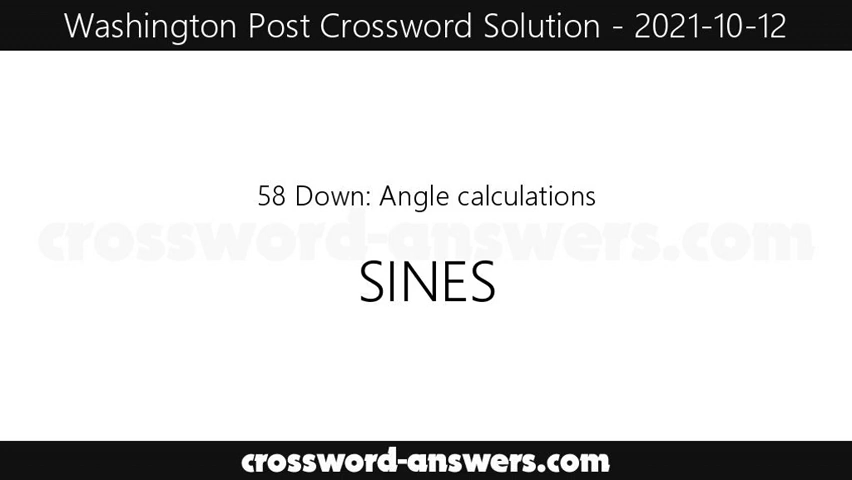 Washington Post Crossword Solution - 2021-10-12
58 Down: Angle calculations
crossword-answers.com
SINES
crossword-answers.com